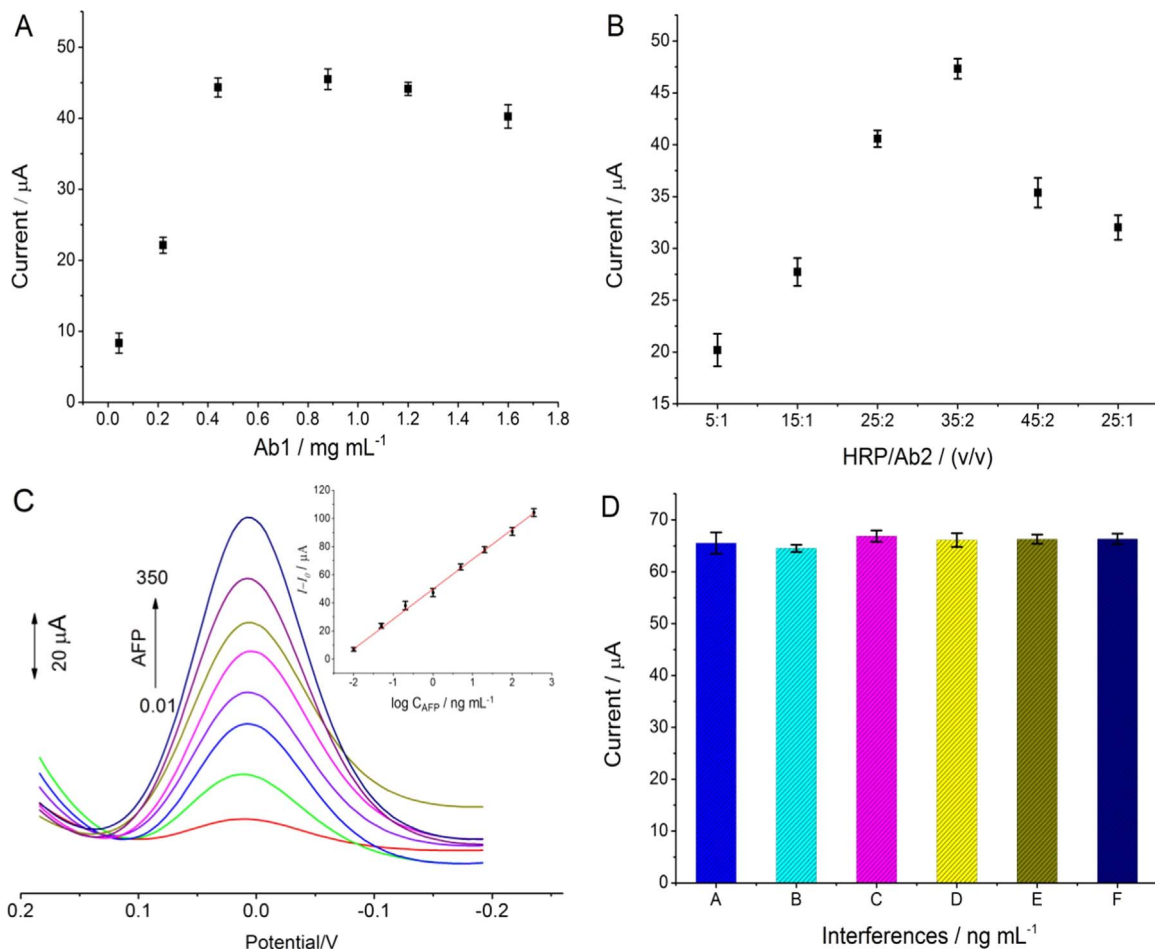 A
50
40
30
20
10
0
Current / μA
0.0 0.2 0.4 0.6 0.8 1.0 1.2 1.4 1.6 1.8
Ab1 / mg mL⁻¹
B
50
45
40
35
30
25
20
15
Current / μA
5:1 15:1 25:2 35:2 45:2 25:1
HRP/Ab2 / (v/v)
C
20 μA
350
AFP
0.01
0.2 0.1 0.0 -0.1 -0.2
Potential/V
120
100
80
60
40
20
0
I-I₀ / μA
-2 -1 0 1 2 3
log C_AFP / ng mL⁻¹
D
70
60
50
40
30
20
10
0
Current / μA
A B C D E F
Interferences / ng mL⁻¹